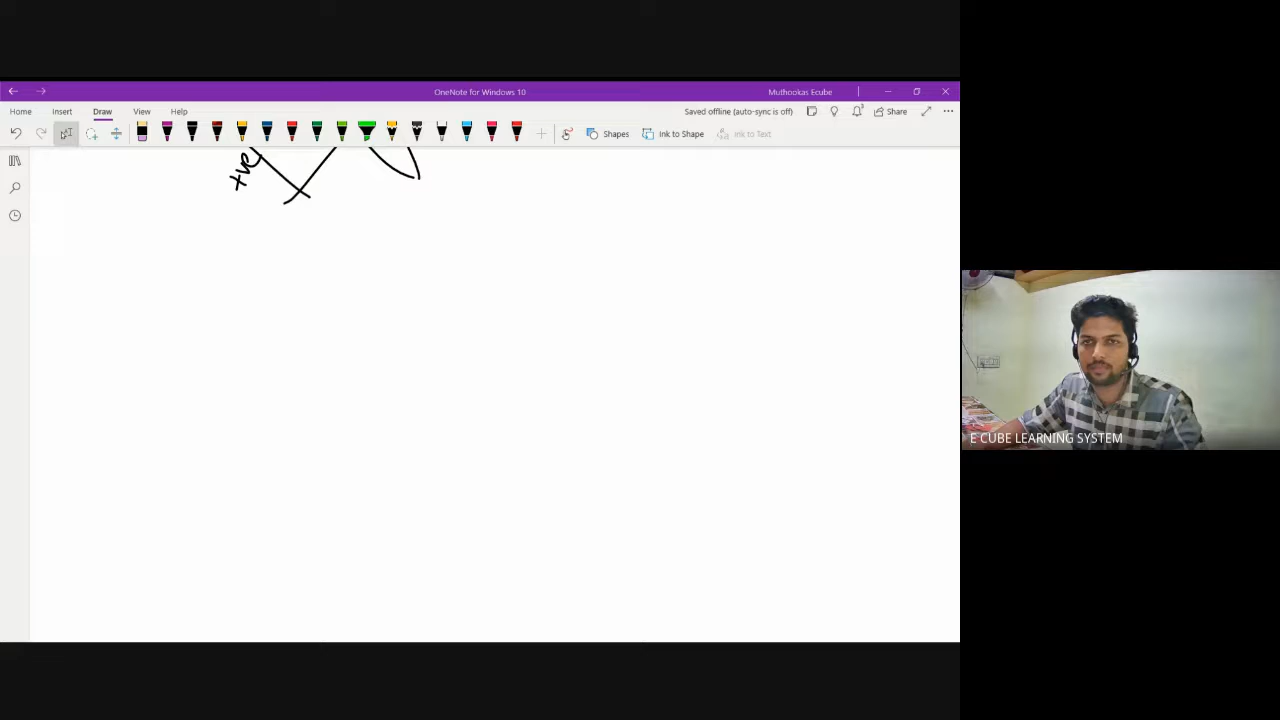 OneNote for Windows 10
Muthookas Ecube
Home Insert Draw View Help
Saved offline (auto-sync is off)
Share
Shapes
Ink to Shape
Ink to Text
+ve
E CUBE LEARNING SYSTEM